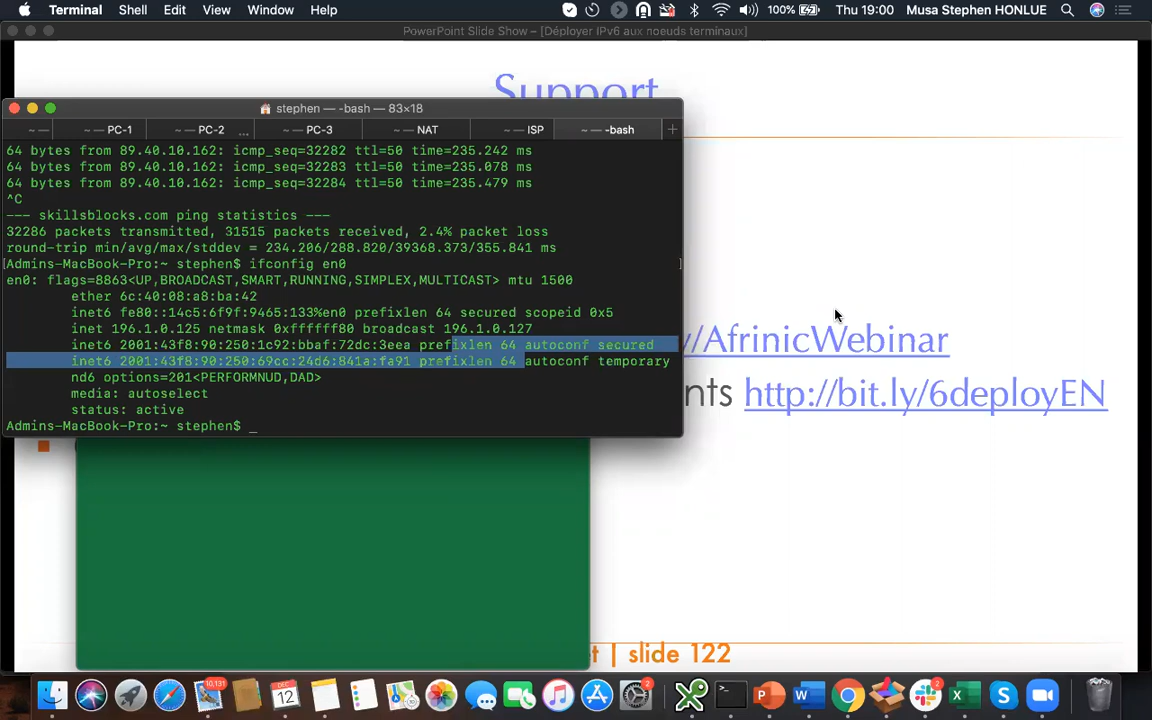 Terminal Shell Edit View Window Help 100% Thu 19:00 Musa Stephen HONLUE
PowerPoint Slide Show – [Déployer IPv6 aux noeuds terminaux]
Support
stephen — -bash — 83×18
~ — ~ — PC-1 ~ — PC-2 ... ~ — PC-3 ~ — NAT ~ — ISP ~ — -bash +
64 bytes from 89.40.10.162: icmp_seq=32282 ttl=50 time=235.242 ms
64 bytes from 89.40.10.162: icmp_seq=32283 ttl=50 time=235.078 ms
64 bytes from 89.40.10.162: icmp_seq=32284 ttl=50 time=235.479 ms
^C
--- skillsblocks.com ping statistics ---
32286 packets transmitted, 31515 packets received, 2.4% packet loss
round-trip min/avg/max/stddev = 234.206/288.820/39368.373/355.841 ms
[Admins-MacBook-Pro:~ stephen$ ifconfig en0 ]
en0: flags=8863<UP,BROADCAST,SMART,RUNNING,SIMPLEX,MULTICAST> mtu 1500
ether 6c:40:08:a8:ba:42
inet6 fe80::14c5:6f9f:9465:133%en0 prefixlen 64 secured scopeid 0x5
inet 196.1.0.125 netmask 0xffffff80 broadcast 196.1.0.127
inet6 2001:43f8:90:250:1c92:bbaf:72dc:3eea prefixlen 64 autoconf secured
inet6 2001:43f8:90:250:69cc:24d6:841a:fa91 prefixlen 64 autoconf temporary
nd6 options=201<PERFORMNUD,DAD>
media: autoselect
status: active
Admins-MacBook-Pro:~ stephen$ _
y/AfrinicWebinar
nts http://bit.ly/6deployEN
t | slide 122
10,131
DEC
12
2
2